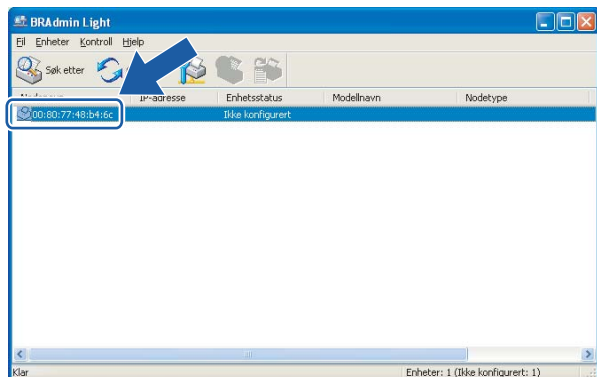 BRAdmin Light
Fil Enheter Kontroll Hjelp
Søk etter
IP-adresse Enhetsstatus Modellnavn Nodetype
00:80:77:48:b4:6c Ikke konfigurert
Klar Enheter: 1 (Ikke konfigurert: 1)